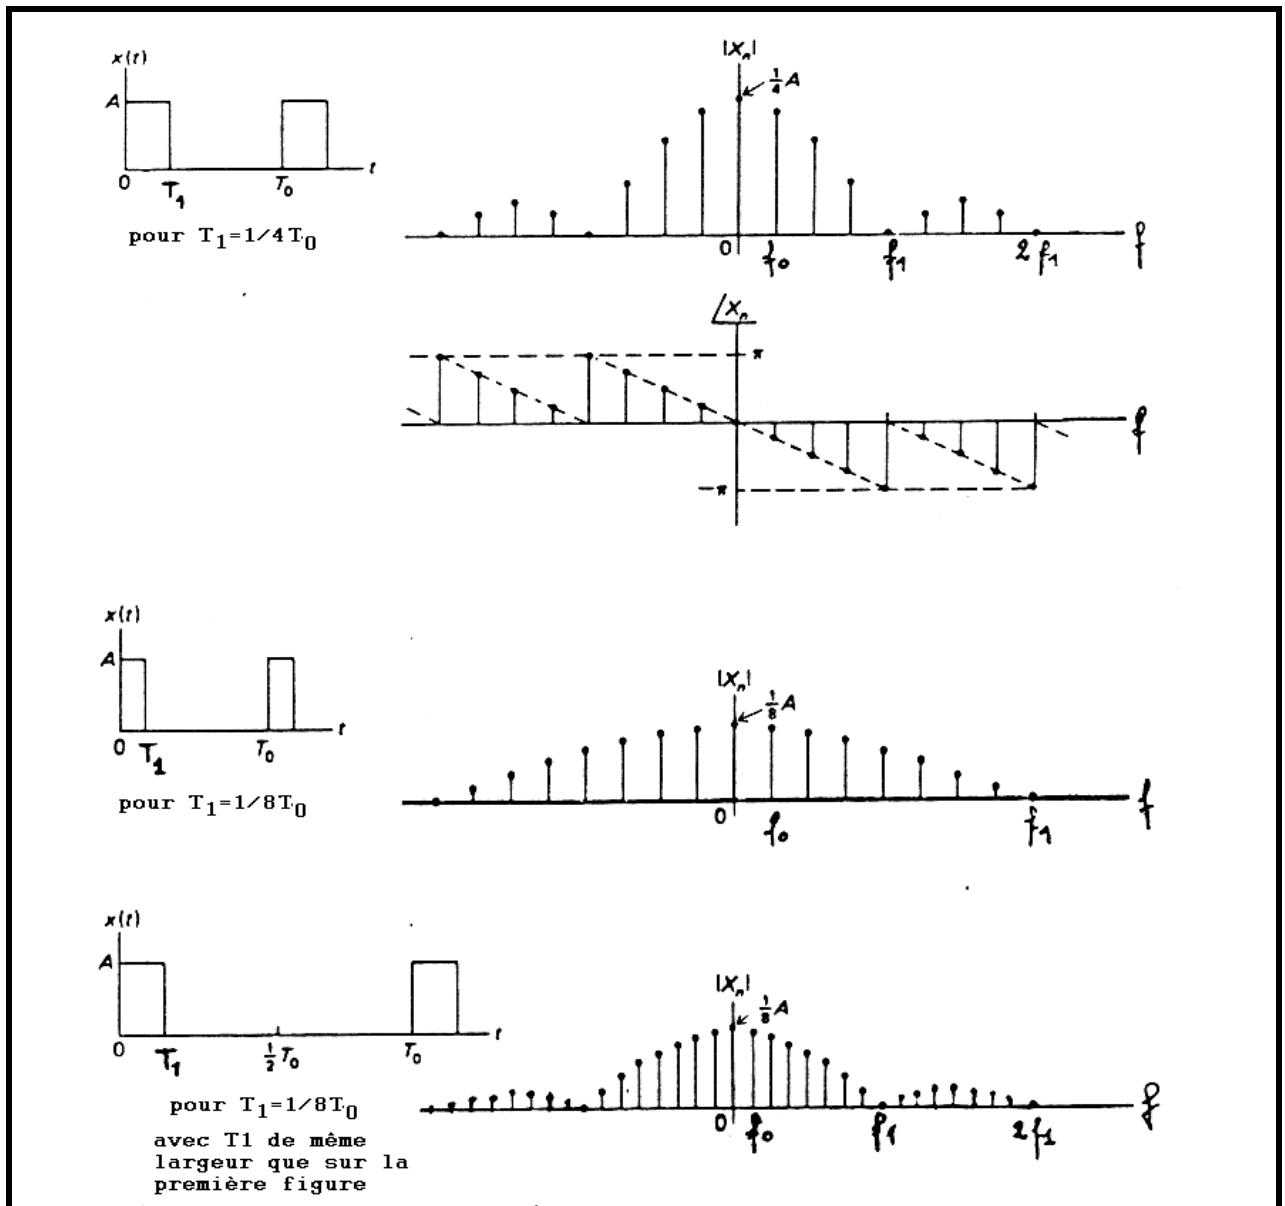 x(t)
A
0 T₁ T₀ t
pour T₁=1/4T₀
|Xₙ|
1/4 A
0 f₀ f₁ 2f₁ f
∠Xₙ
π
f
-π
x(t)
A
0 T₁ T₀ t
pour T₁=1/8T₀
|Xₙ|
1/8 A
0 f₀ f₁ f
x(t)
A
0 T₁ 1/2 T₀ T₀ t
pour T₁=1/8T₀
avec T1 de même
largeur que sur la
première figure
|Xₙ|
1/8 A
0 f₀ f₁ 2f₁ f